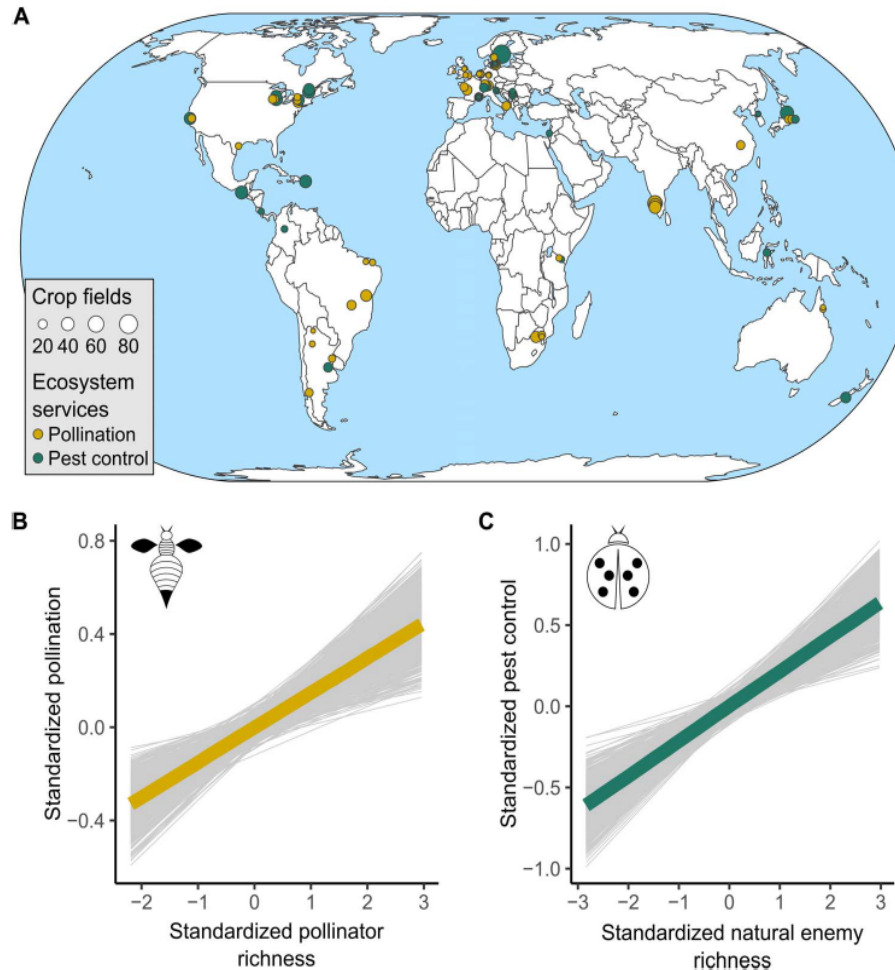 A
Crop fields
20 40 60 80
Ecosystem
services
Pollination
Pest control
B
0.8
0.4
0.0
−0.4
Standardized pollination
−2 −1 0 1 2 3
Standardized pollinator
richness
C
1.0
0.5
0.0
−0.5
−1.0
Standardized pest control
−3 −2 −1 0 1 2 3
Standardized natural enemy
richness